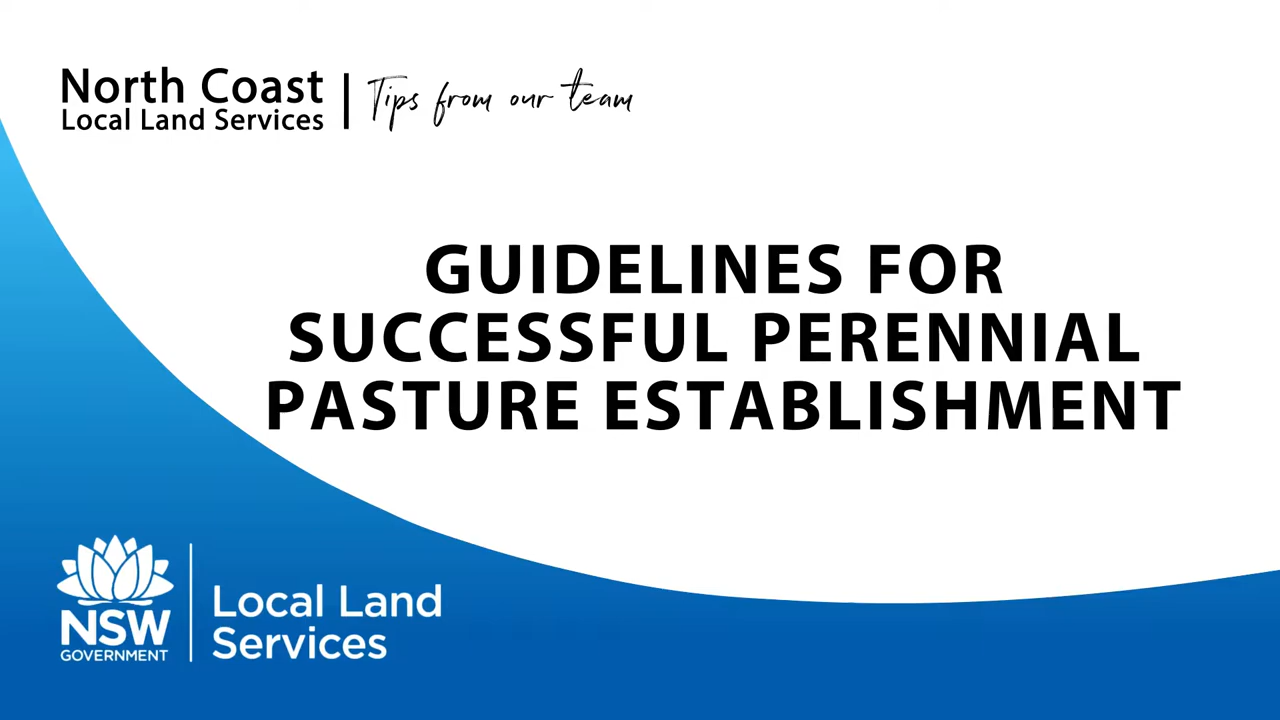 North Coast
Local Land Services
Tips from our team
GUIDELINES FOR
SUCCESSFUL PERENNIAL
PASTURE ESTABLISHMENT
NSW
GOVERNMENT
Local Land
Services